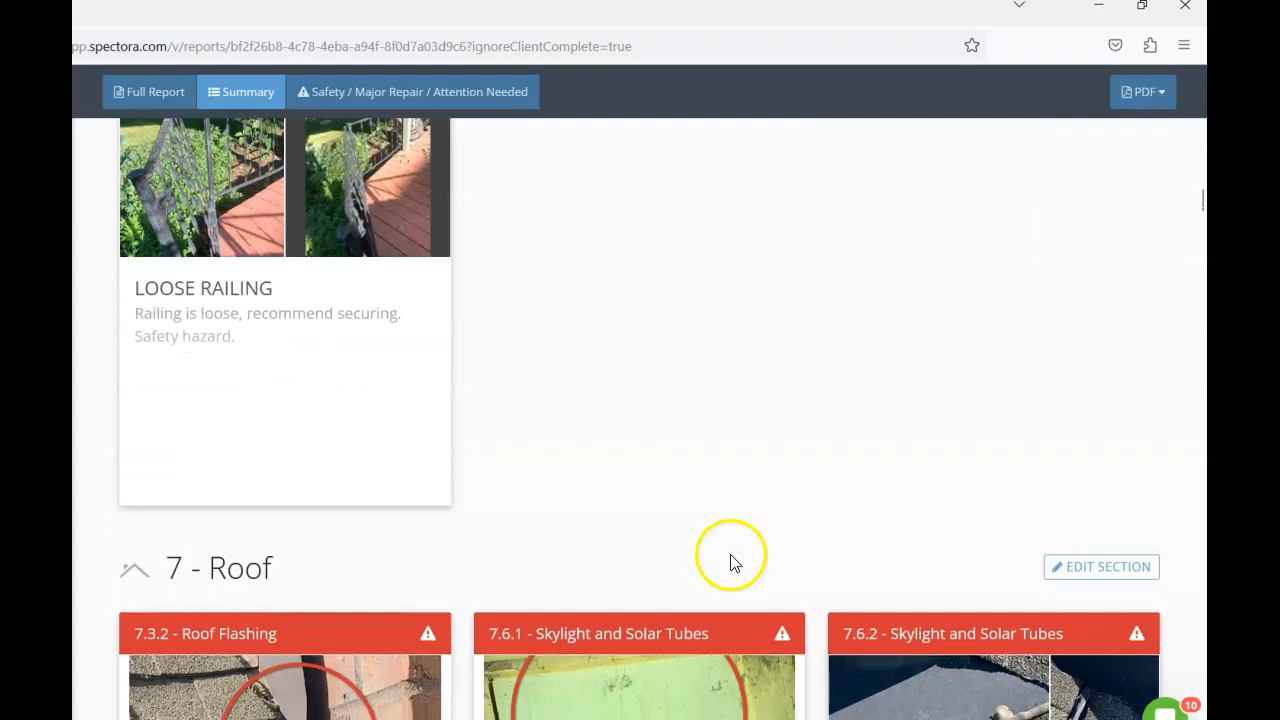 pp.spectora.com/v/reports/bf2f26b8-4c78-4eba-a94f-8f0d7a03d9c6?ignoreClientComplete=true
Full Report Summary Safety / Major Repair / Attention Needed PDF
LOOSE RAILING
Railing is loose, recommend securing.
Safety hazard.
7 - Roof
EDIT SECTION
7.3.2 - Roof Flashing
7.6.1 - Skylight and Solar Tubes
7.6.2 - Skylight and Solar Tubes
10